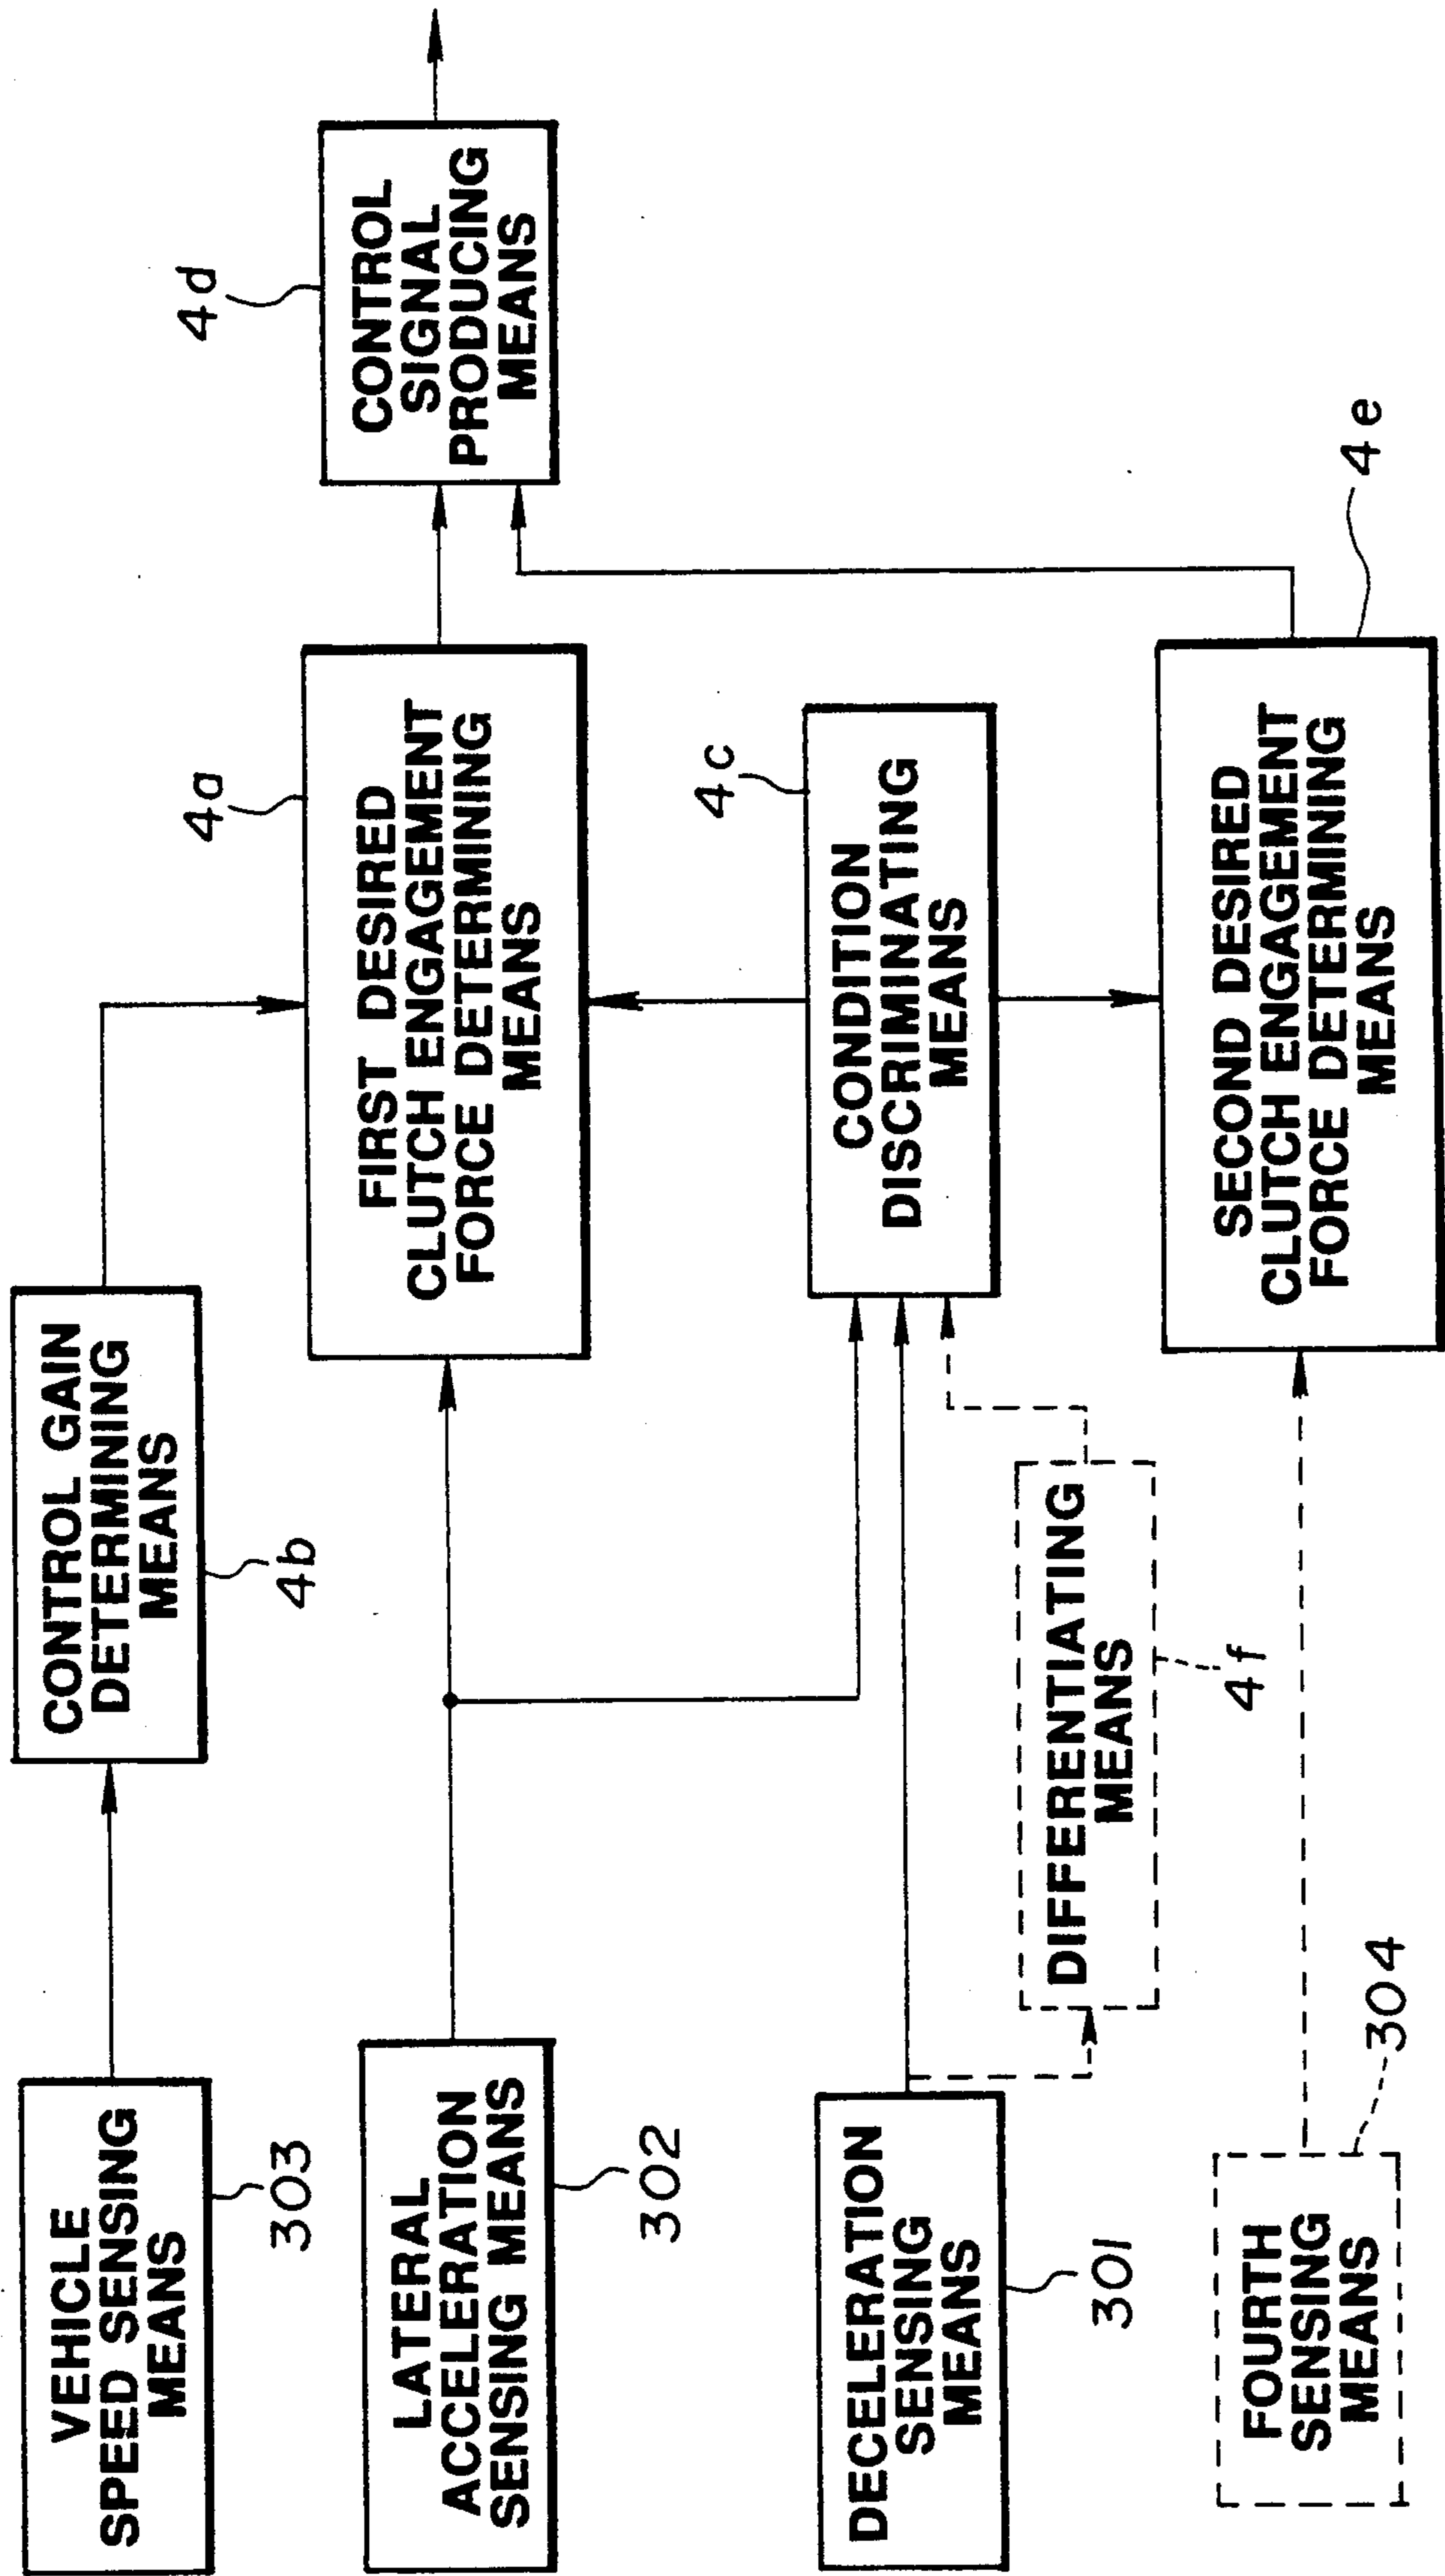 VEHICLE
SPEED SENSING
MEANS
303
CONTROL GAIN
DETERMINING
MEANS
4b
LATERAL
ACCELERATION
SENSING MEANS
302
FIRST DESIRED
CLUTCH ENGAGEMENT
FORCE DETERMINING
MEANS
4a
CONTROL
SIGNAL
PRODUCING
MEANS
4d
DECELERATION
SENSING
MEANS
301
CONDITION
DISCRIMINATING
MEANS
4c
DIFFERENTIATING
MEANS
4f
FOURTH
SENSING
MEANS
304
SECOND DESIRED
CLUTCH ENGAGEMENT
FORCE DETERMINING
MEANS
4e